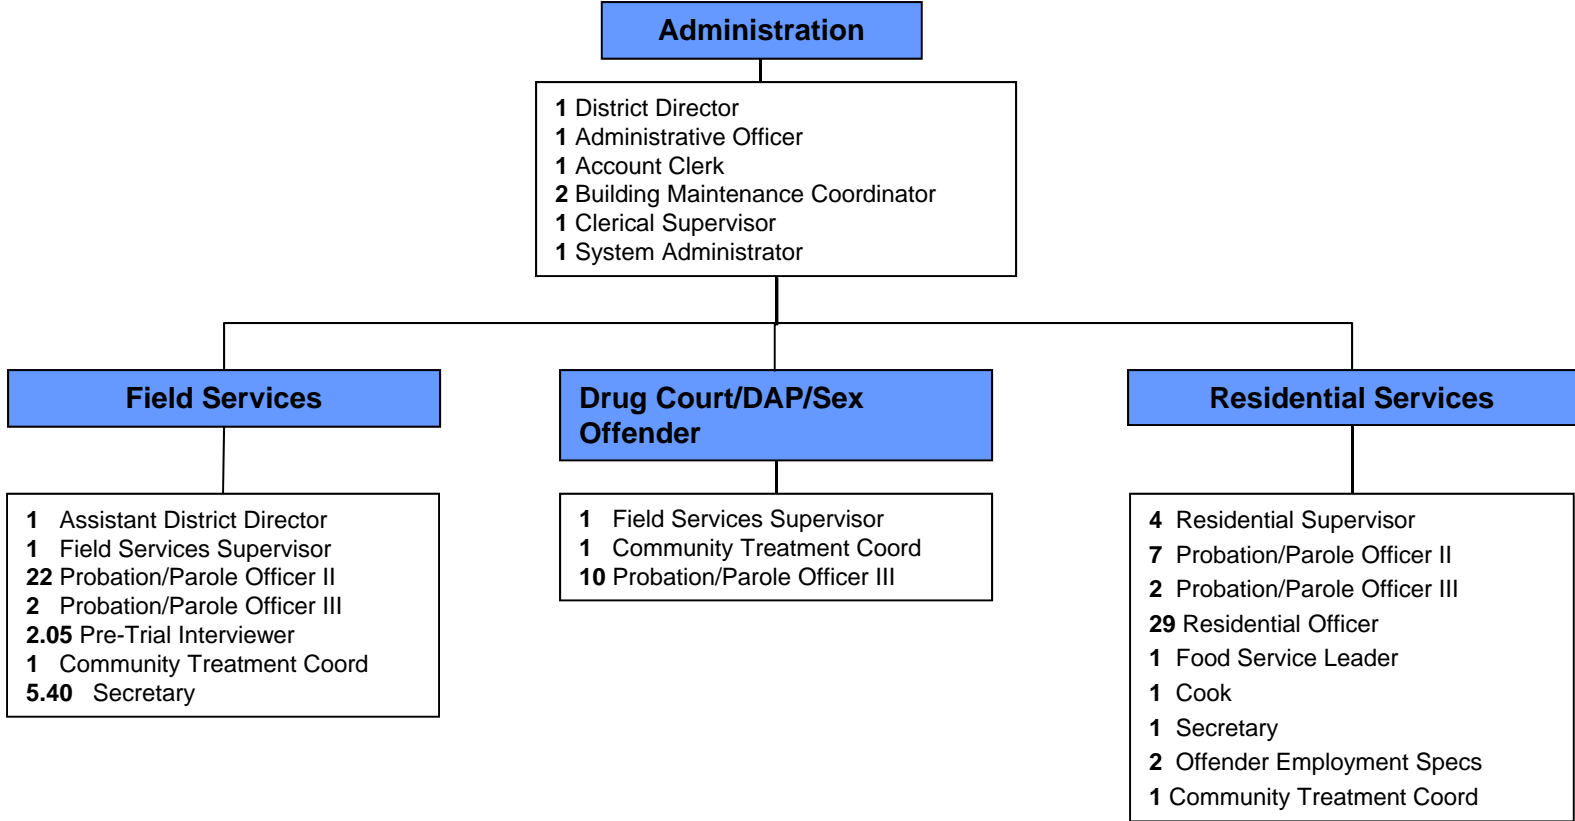 Administration
1 District Director
1 Administrative Officer
1 Account Clerk
2 Building Maintenance Coordinator
1 Clerical Supervisor
1 System Administrator
Field Services
1 Assistant District Director
1 Field Services Supervisor
22 Probation/Parole Officer II
2 Probation/Parole Officer III
2.05 Pre-Trial Interviewer
1 Community Treatment Coord
5.40 Secretary
Drug Court/DAP/Sex
Offender
1 Field Services Supervisor
1 Community Treatment Coord
10 Probation/Parole Officer III
Residential Services
4 Residential Supervisor
7 Probation/Parole Officer II
2 Probation/Parole Officer III
29 Residential Officer
1 Food Service Leader
1 Cook
1 Secretary
2 Offender Employment Specs
1 Community Treatment Coord